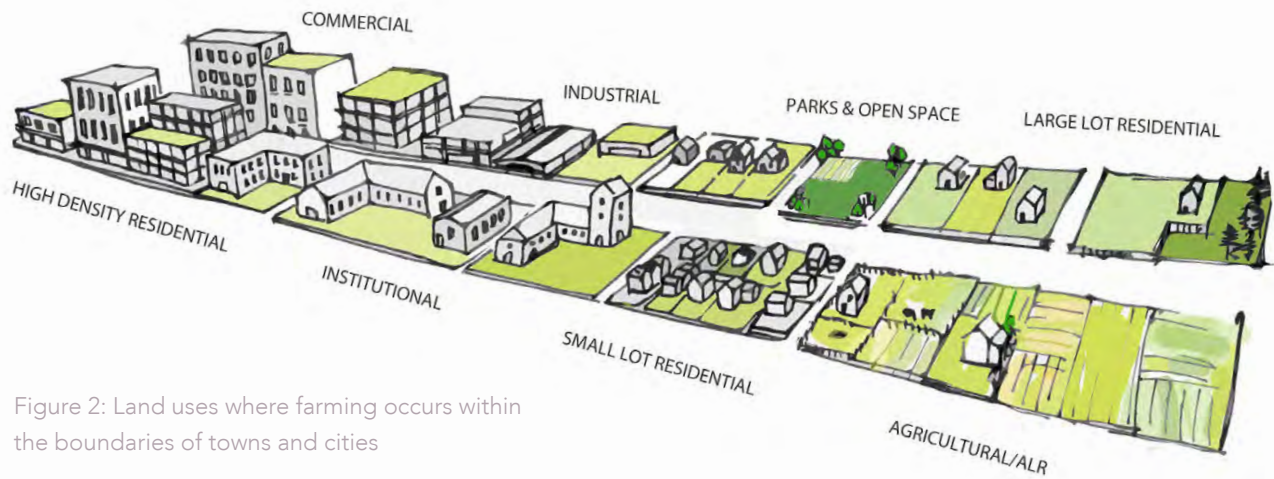 COMMERCIAL
INDUSTRIAL
PARKS & OPEN SPACE
LARGE LOT RESIDENTIAL
HIGH DENSITY RESIDENTIAL
INSTITUTIONAL
SMALL LOT RESIDENTIAL
AGRICULTURAL/ALR
Figure 2: Land uses where farming occurs within
the boundaries of towns and cities